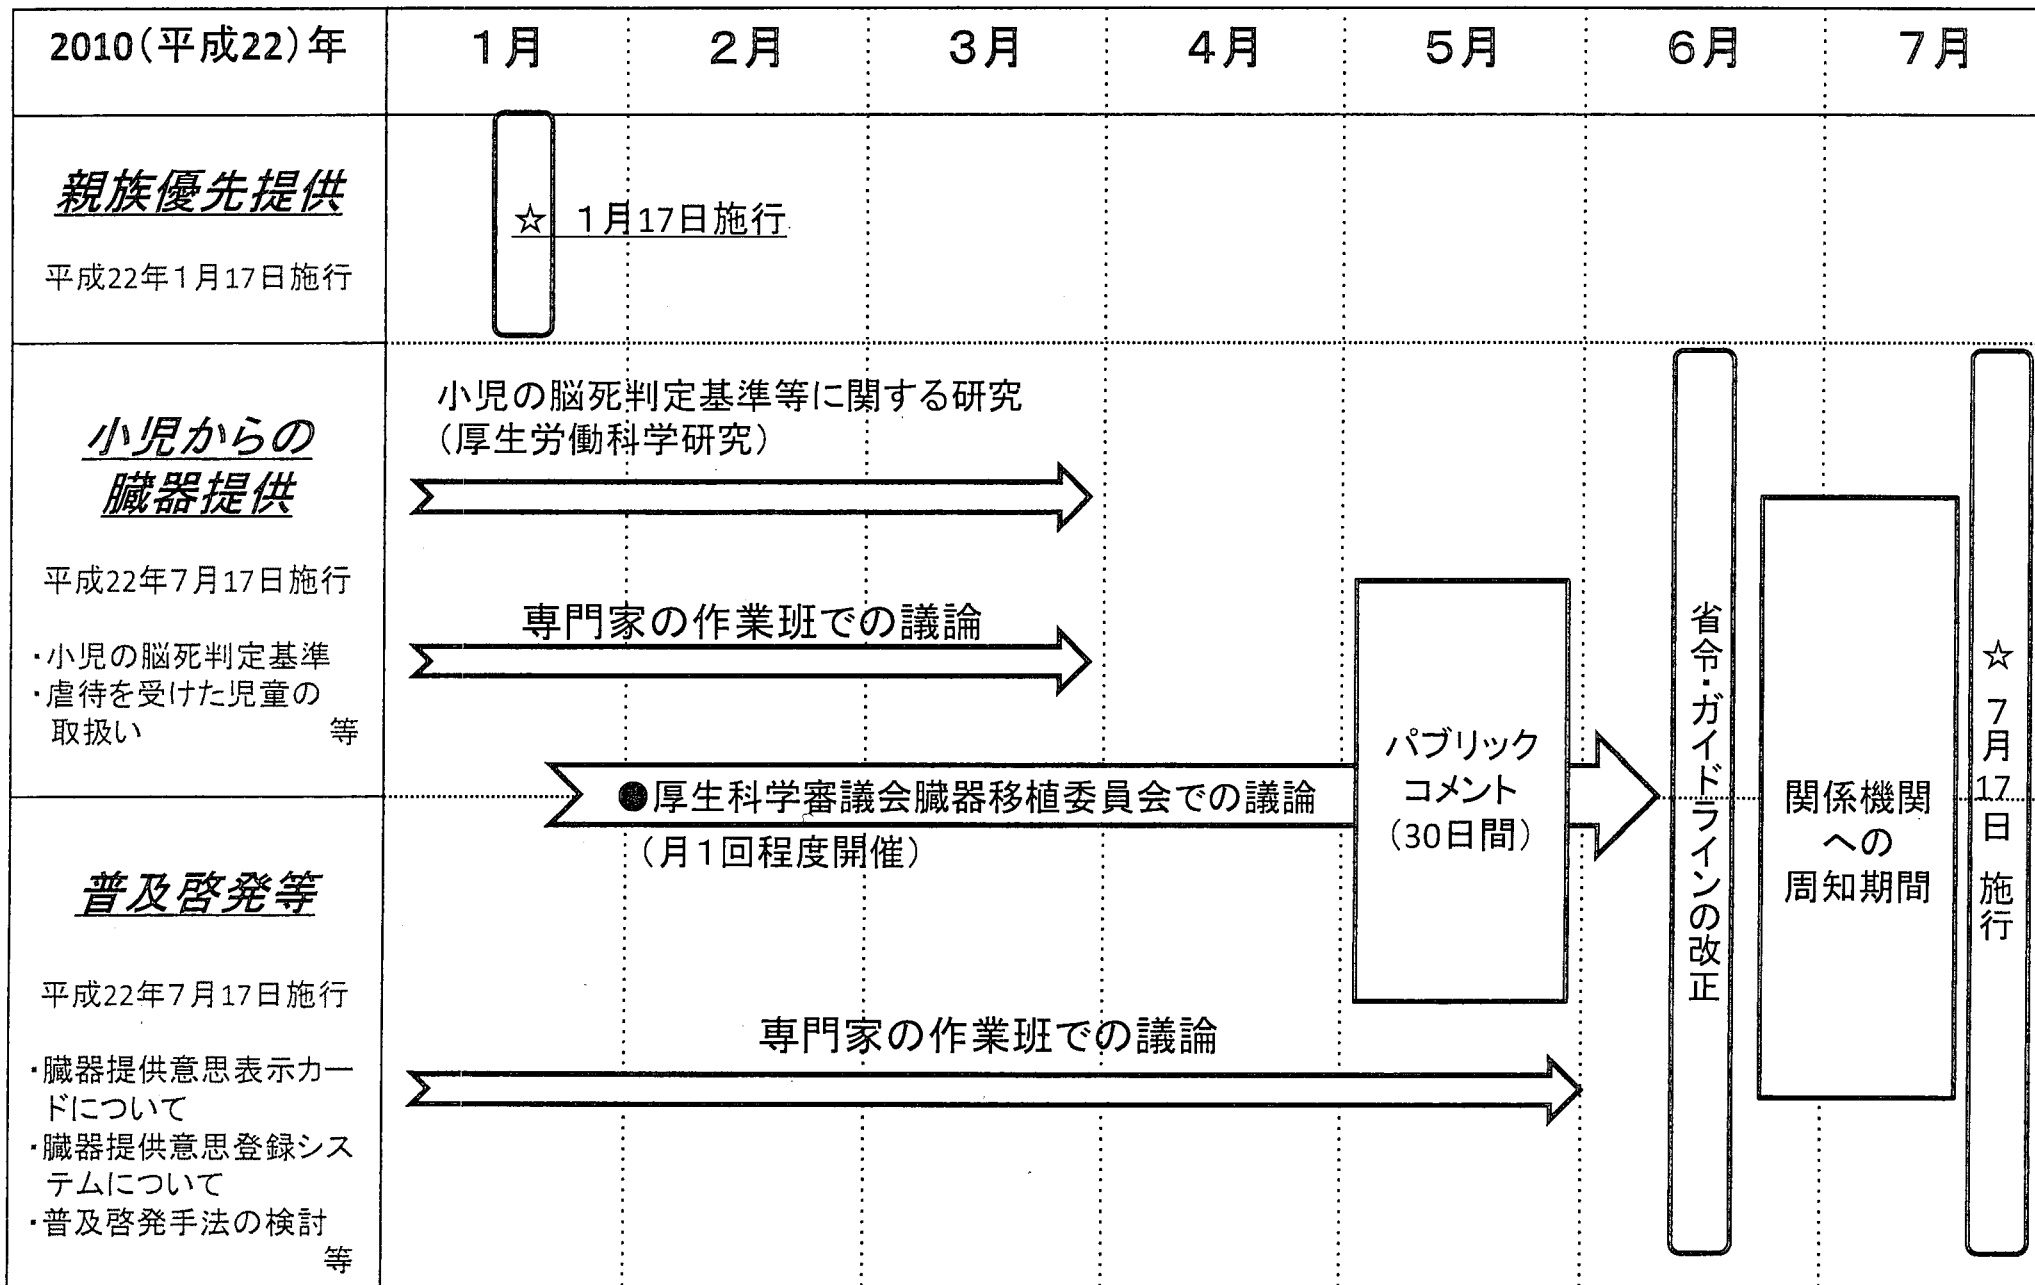 2010（平成22）年
1月
2月
3月
4月
5月
6月
7月
親族優先提供
平成22年1月17日施行
☆ 1月17日施行
小児からの
臓器提供
平成22年7月17日施行
・小児の脳死判定基準
・虐待を受けた児童の
取扱い 等
小児の脳死判定基準等に関する研究
（厚生労働科学研究）
専門家の作業班での議論
●厚生科学審議会臓器移植委員会での議論
（月1回程度開催）
パブリック
コメント
（30日間）
省令・ガイドラインの改正
関係機関
への
周知期間
☆ 7月17日 施行
普及啓発等
平成22年7月17日施行
・臓器提供意思表示カー
ドについて
・臓器提供意思登録シス
テムについて
・普及啓発手法の検討
等
専門家の作業班での議論